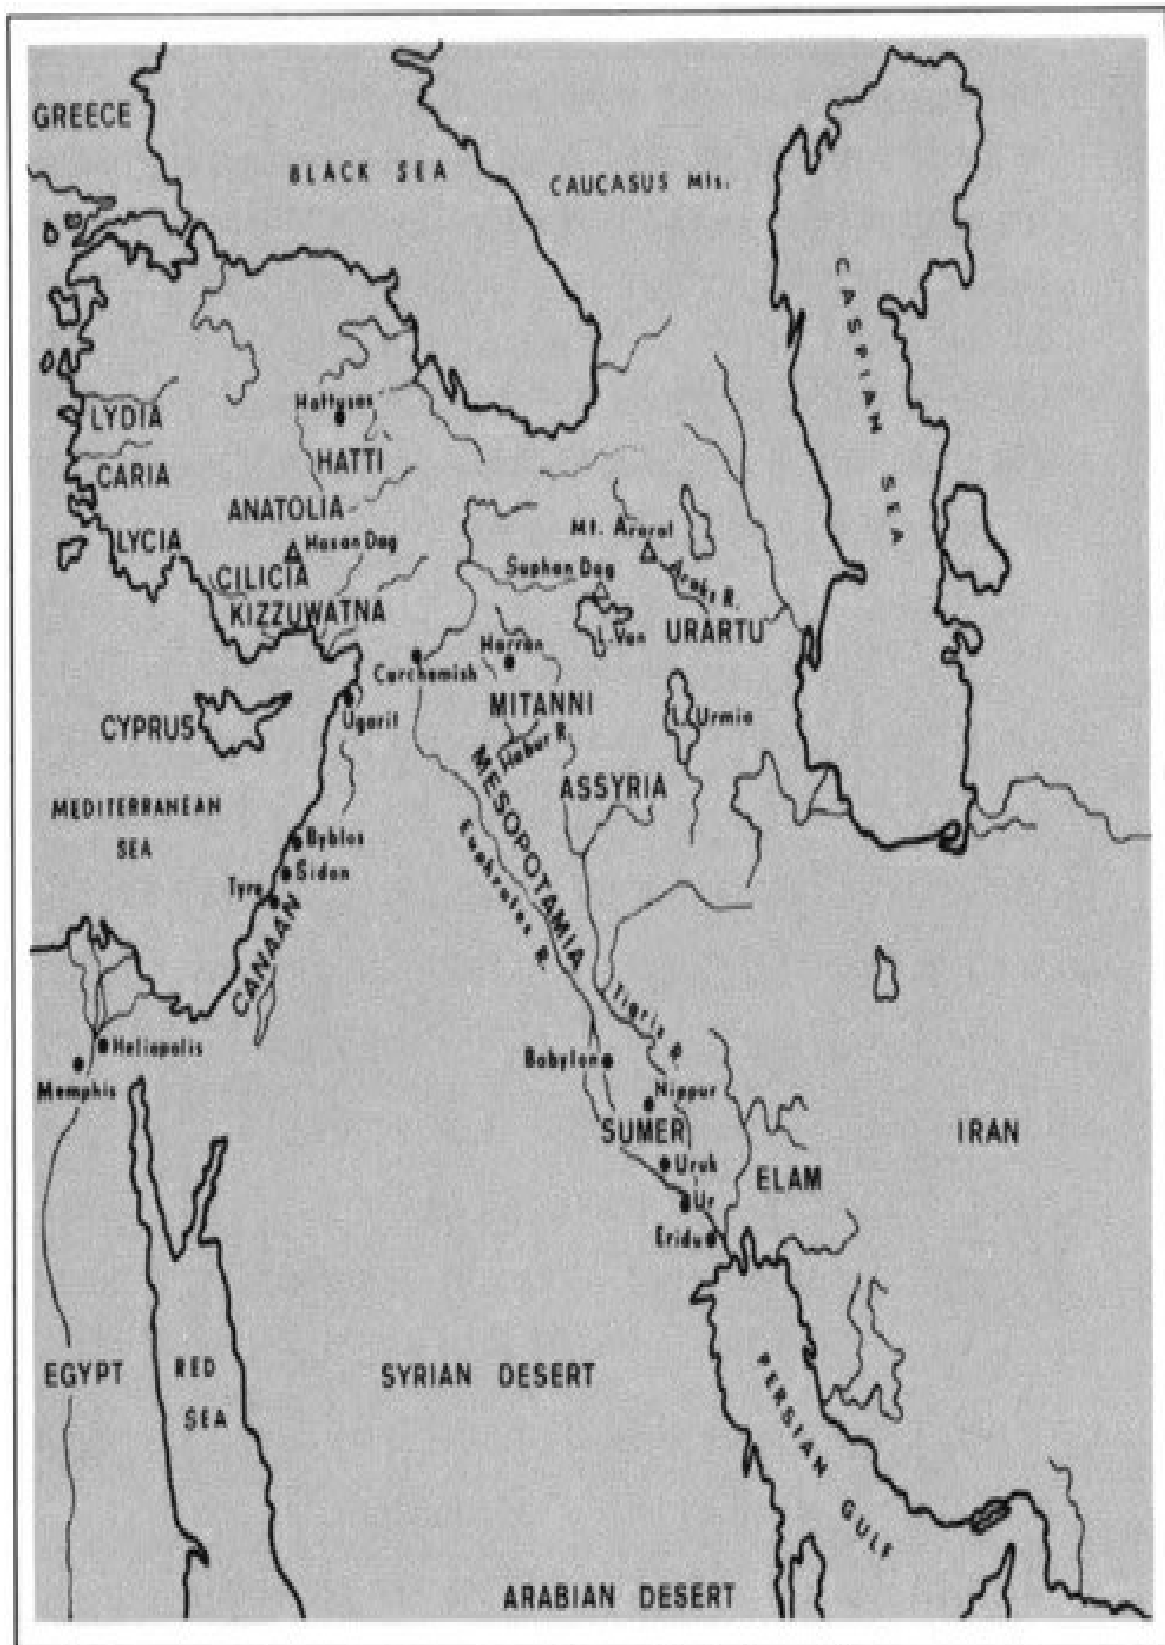 GREECE
BLACK SEA
CAUCASUS Mts.
CASPIAN SEA
LYDIA
Hattusas
CARIA
HATTI
ANATOLIA
Mt. Ararat
LYCIA
Hasan Dag
Suphan Dag
CILICIA
Araks R.
KIZZUWATNA
L. Van
URARTU
Harran
Carchemish
MITANNI
Ugarit
L. Urmia
CYPRUS
Habur R.
MESOPOTAMIA
ASSYRIA
MEDITERRANEAN
SEA
Byblos
Euphrates R.
Sidon
Tyre
CANAAN
Tigris R.
Heliopolis
Babylon
Memphis
Nippur
SUMER
IRAN
Uruk
ELAM
Ur
Eridu
EGYPT
RED
SEA
SYRIAN DESERT
PERSIAN GULF
ARABIAN DESERT